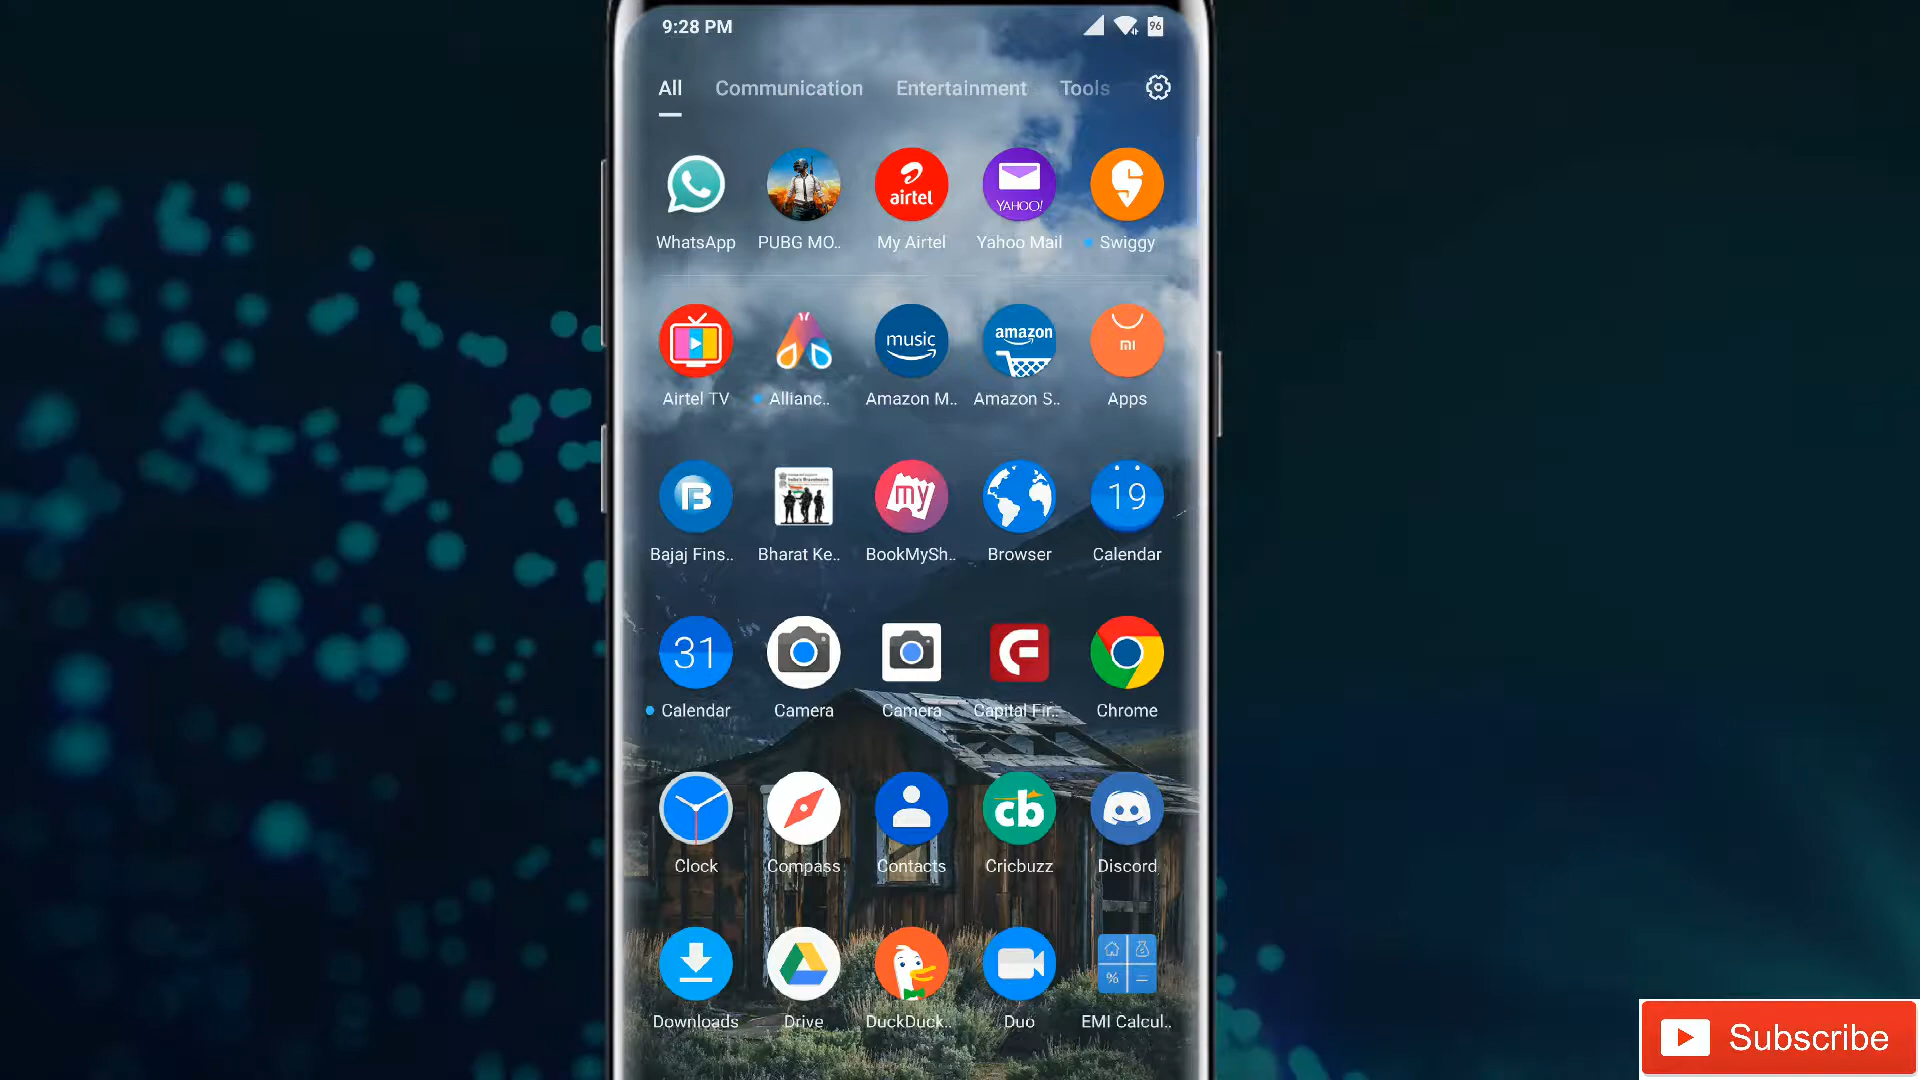 9:28 PM
96
All Communication Entertainment Tools
airtel
YAHOO!
WhatsApp PUBG MO.. My Airtel Yahoo Mail Swiggy
music
amazon
mi
Airtel TV Allianc.. Amazon M.. Amazon S.. Apps
B
my
19
Bajaj Fins.. Bharat Ke.. BookMySh.. Browser Calendar
31
Calendar Camera Camera Capital Fir.. Chrome
cb
Clock Compass Contacts Cricbuzz Discord
% =
Downloads Drive DuckDuck.. Duo EMI Calcul..
Subscribe